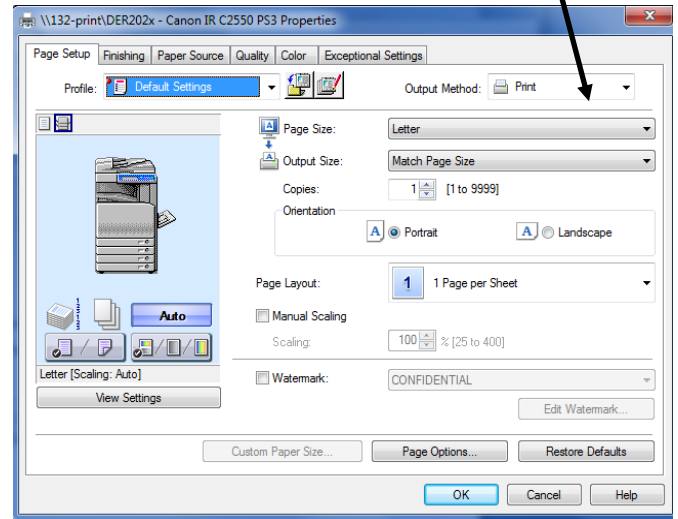 \\132-print\DER202x - Canon IR C2550 PS3 Properties
Page Setup Finishing Paper Source Quality Color Exceptional Settings
Profile: Default Settings Output Method: Print
Page Size: Letter
Output Size: Match Page Size
Copies: 1 [1 to 9999]
Orientation
A Portrait A Landscape
Page Layout: 1 1 Page per Sheet
Auto
Manual Scaling
Scaling: 100 % [25 to 400]
Letter [Scaling: Auto]
Watermark: CONFIDENTIAL
View Settings
Edit Watermark...
Custom Paper Size... Page Options... Restore Defaults
OK Cancel Help